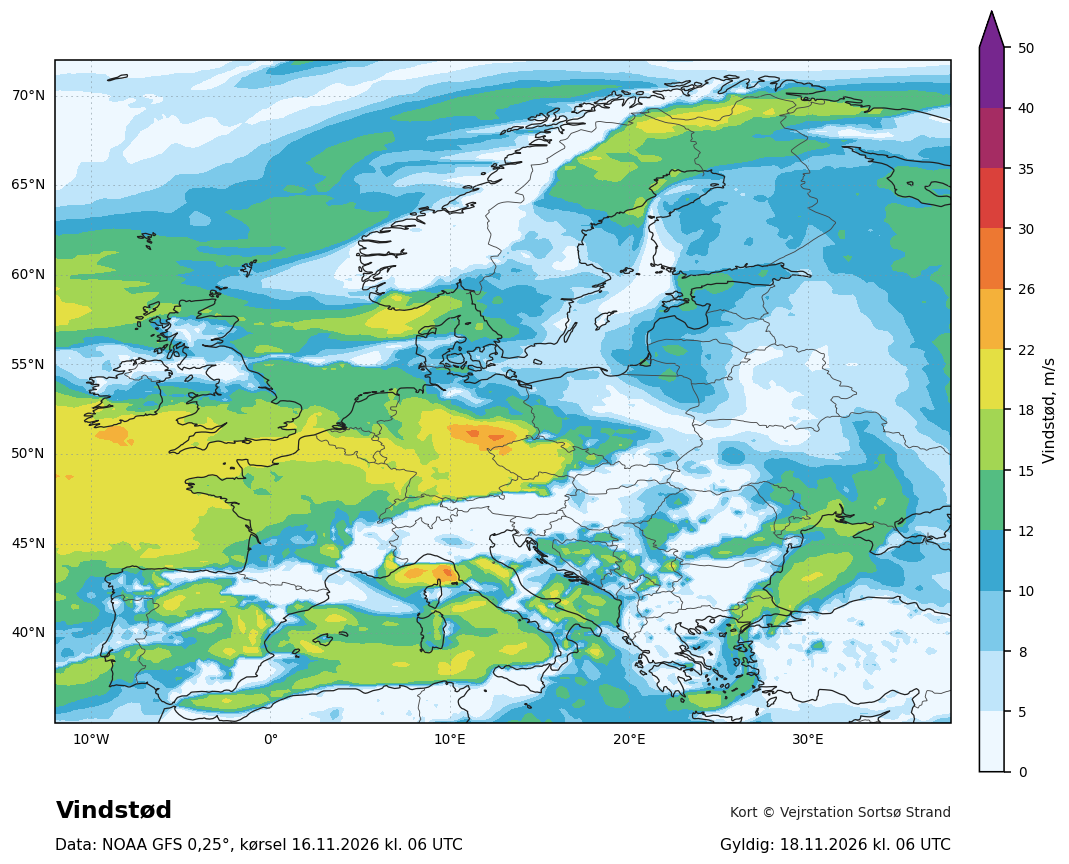 50
40
35
30
26
22
18
15
12
10
8
5
0
Vindstød, m/s
70°N
65°N
60°N
55°N
50°N
45°N
40°N
10°W 0° 10°E 20°E 30°E
Vindstød
Kort © Vejrstation Sortsø Strand
Data: NOAA GFS 0,25°, kørsel 16.11.2026 kl. 06 UTC
Gyldig: 18.11.2026 kl. 06 UTC